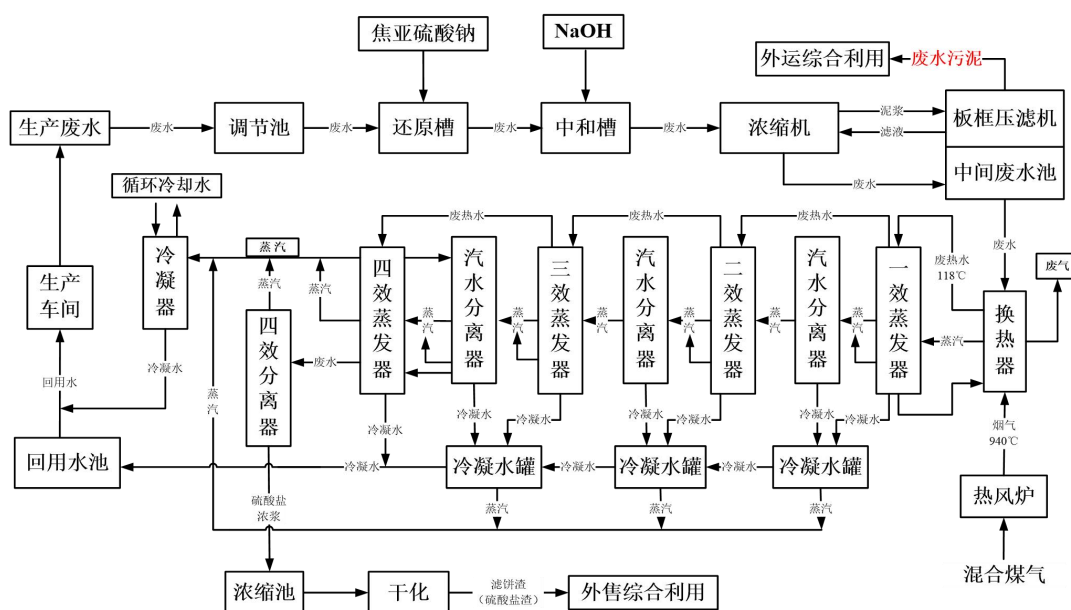 焦亚硫酸钠
NaOH
外运综合利用
废水污泥
生产废水
废水
调节池
废水
还原槽
废水
中和槽
废水
浓缩机
泥浆
滤液
板框压滤机
废水
中间废水池
循环冷却水
废热水
废热水
废热水
废水
蒸汽
冷凝器
四效蒸发器
汽水分离器
三效蒸发器
汽水分离器
二效蒸发器
汽水分离器
一效蒸发器
废热水
118℃
废气
生产车间
蒸汽
蒸汽
四效分离器
蒸汽
蒸汽
蒸汽
蒸汽
蒸汽
蒸汽
蒸汽
蒸汽
换热器
废水
冷凝水
回用水
蒸汽
冷凝水
冷凝水
冷凝水
冷凝水
冷凝水
冷凝水
冷凝水
烟气
940℃
回用水池
冷凝水
冷凝水罐
冷凝水
冷凝水罐
冷凝水
冷凝水罐
热风炉
硫酸盐
浓浆
蒸汽
蒸汽
蒸汽
混合煤气
浓缩池
干化
滤饼渣
（硫酸盐渣）
外售综合利用